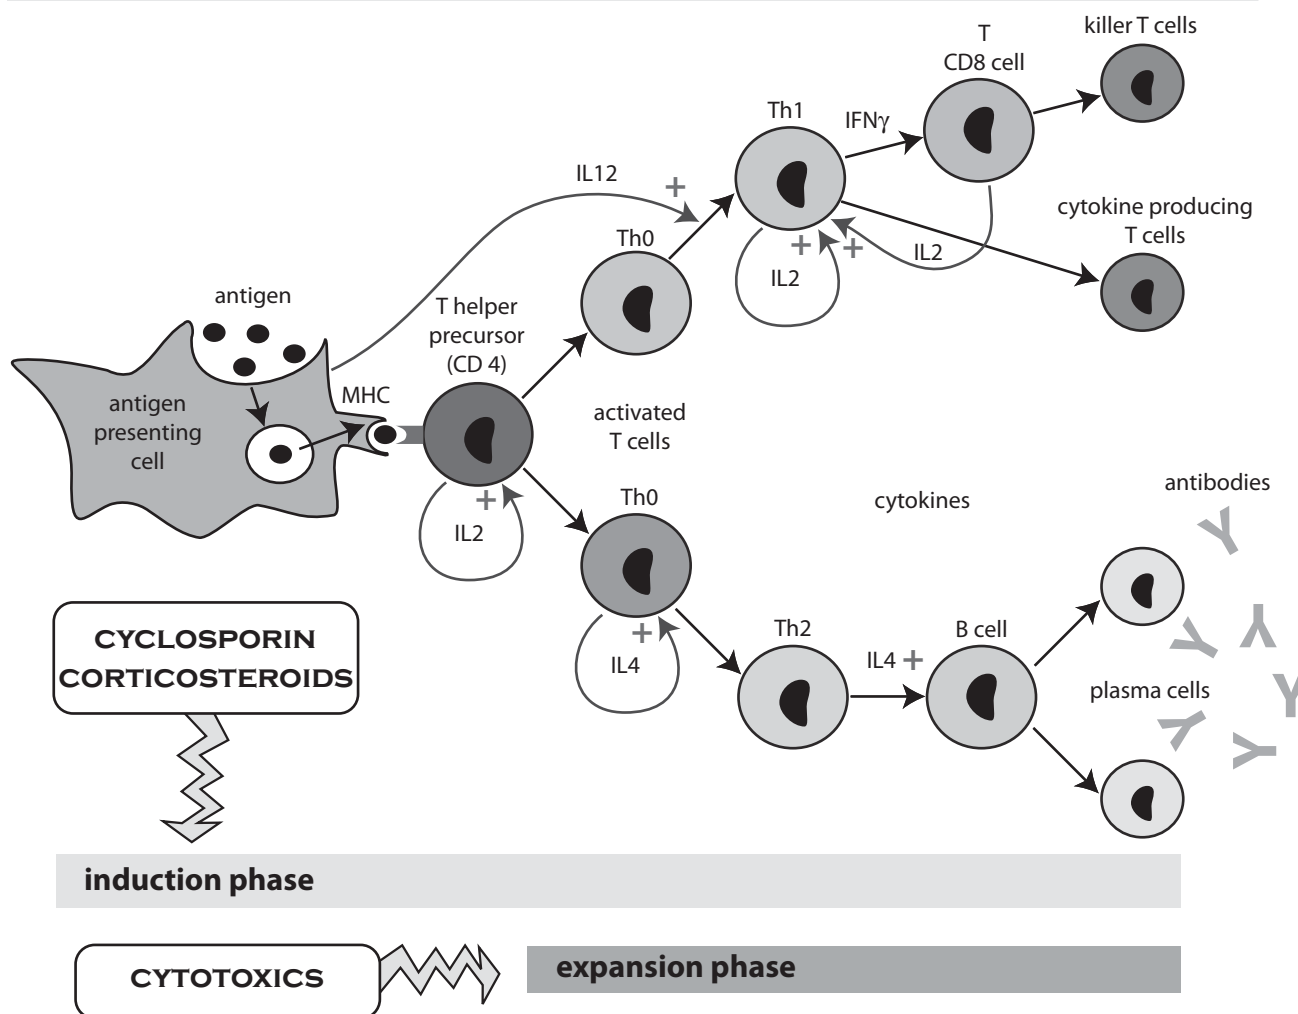 killer T cells
T
CD8 cell
Th1
IFNγ
IL12
+
cytokine producing
T cells
Th0
+
+
IL2
IL2
antigen
T helper
precursor
(CD 4)
MHC
antigen
presenting
cell
activated
T cells
antibodies
Th0
cytokines
+
IL2
CYCLOSPORIN
CORTICOSTEROIDS
+
IL4
Th2
IL4 +
B cell
plasma cells
induction phase
CYTOTOXICS
expansion phase